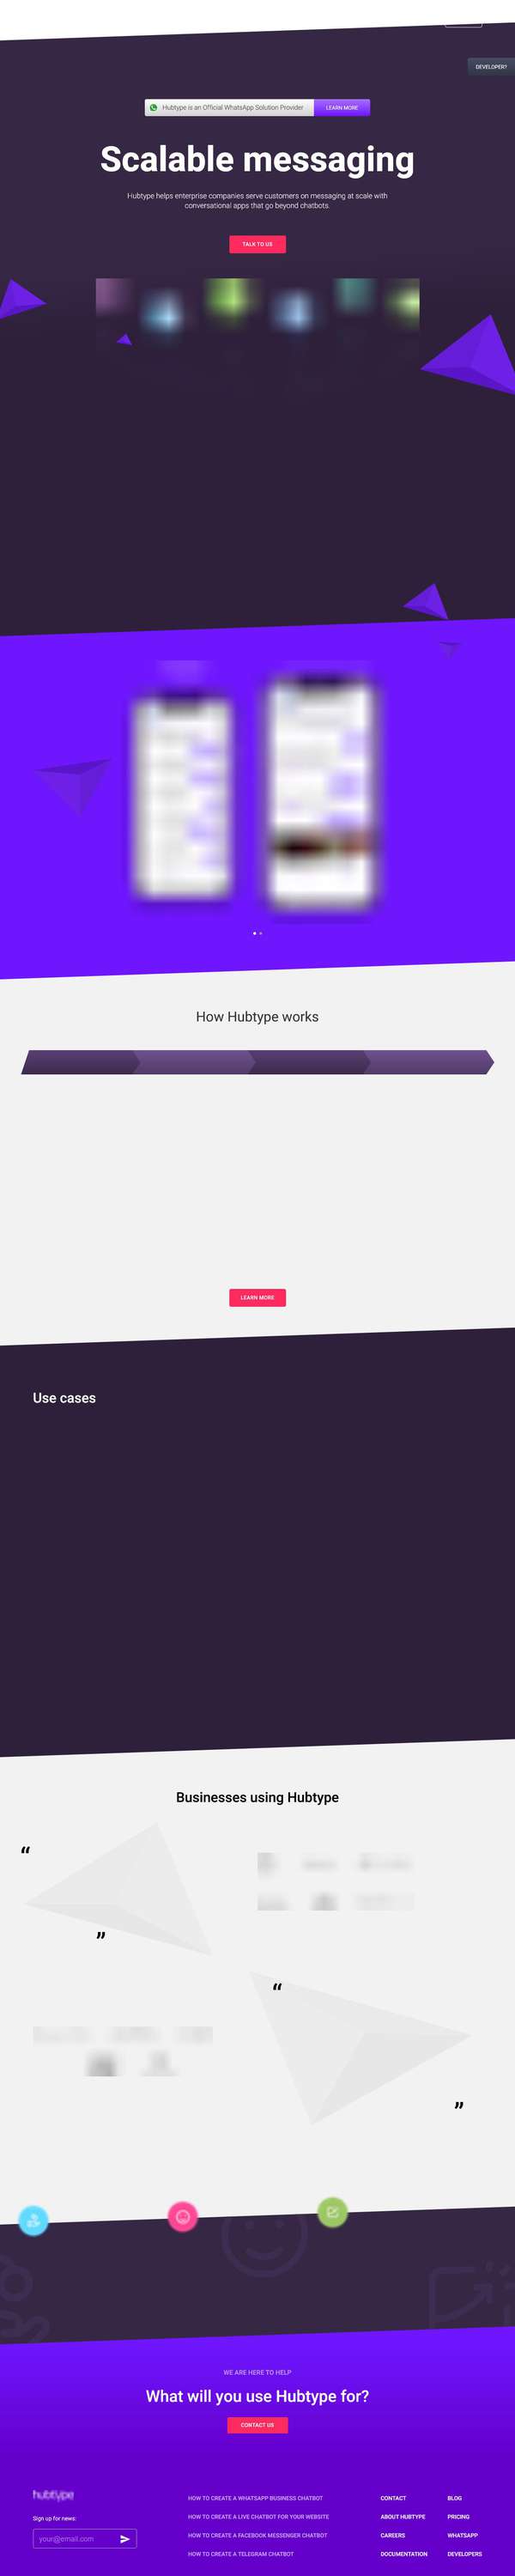 DEVELOPER?
Hubtype is an Official WhatsApp Solution Provider
LEARN MORE
Scalable messaging
Hubtype helps enterprise companies serve customers on messaging at scale with
conversational apps that go beyond chatbots.
TALK TO US
How Hubtype works
LEARN MORE
Use cases
Businesses using Hubtype
“
”
“
”
WE ARE HERE TO HELP
What will you use Hubtype for?
CONTACT US
hubtype
Sign up for news:
your@email.com
HOW TO CREATE A WHATSAPP BUSINESS CHATBOT
HOW TO CREATE A LIVE CHATBOT FOR YOUR WEBSITE
HOW TO CREATE A FACEBOOK MESSENGER CHATBOT
HOW TO CREATE A TELEGRAM CHATBOT
CONTACT
ABOUT HUBTYPE
CAREERS
DOCUMENTATION
BLOG
PRICING
WHATSAPP
DEVELOPERS